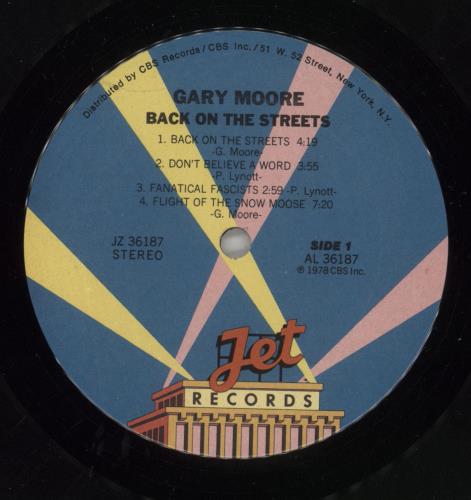 Distributed by CBS Records/CBS Inc./51 W. 52 Street, New York, N.Y.
GARY MOORE
BACK ON THE STREETS
1. BACK ON THE STREETS 4:19
-G. Moore-
2. DON'T BELIEVE A WORD 3:55
-P. Lynott-
3. FANATICAL FASCISTS 2:59 -P. Lynott-
4. FLIGHT OF THE SNOW MOOSE 7:20
-G. Moore-
JZ 36187
STEREO
SIDE 1
AL 36187
℗ 1978 CBS Inc.
Jet
RECORDS